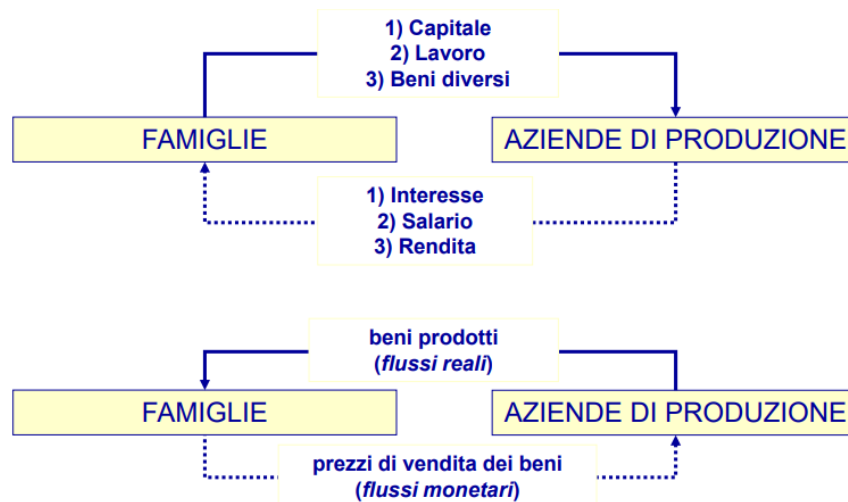 1) Capitale
2) Lavoro
3) Beni diversi
FAMIGLIE
AZIENDE DI PRODUZIONE
1) Interesse
2) Salario
3) Rendita
beni prodotti
(flussi reali)
FAMIGLIE
AZIENDE DI PRODUZIONE
prezzi di vendita dei beni
(flussi monetari)